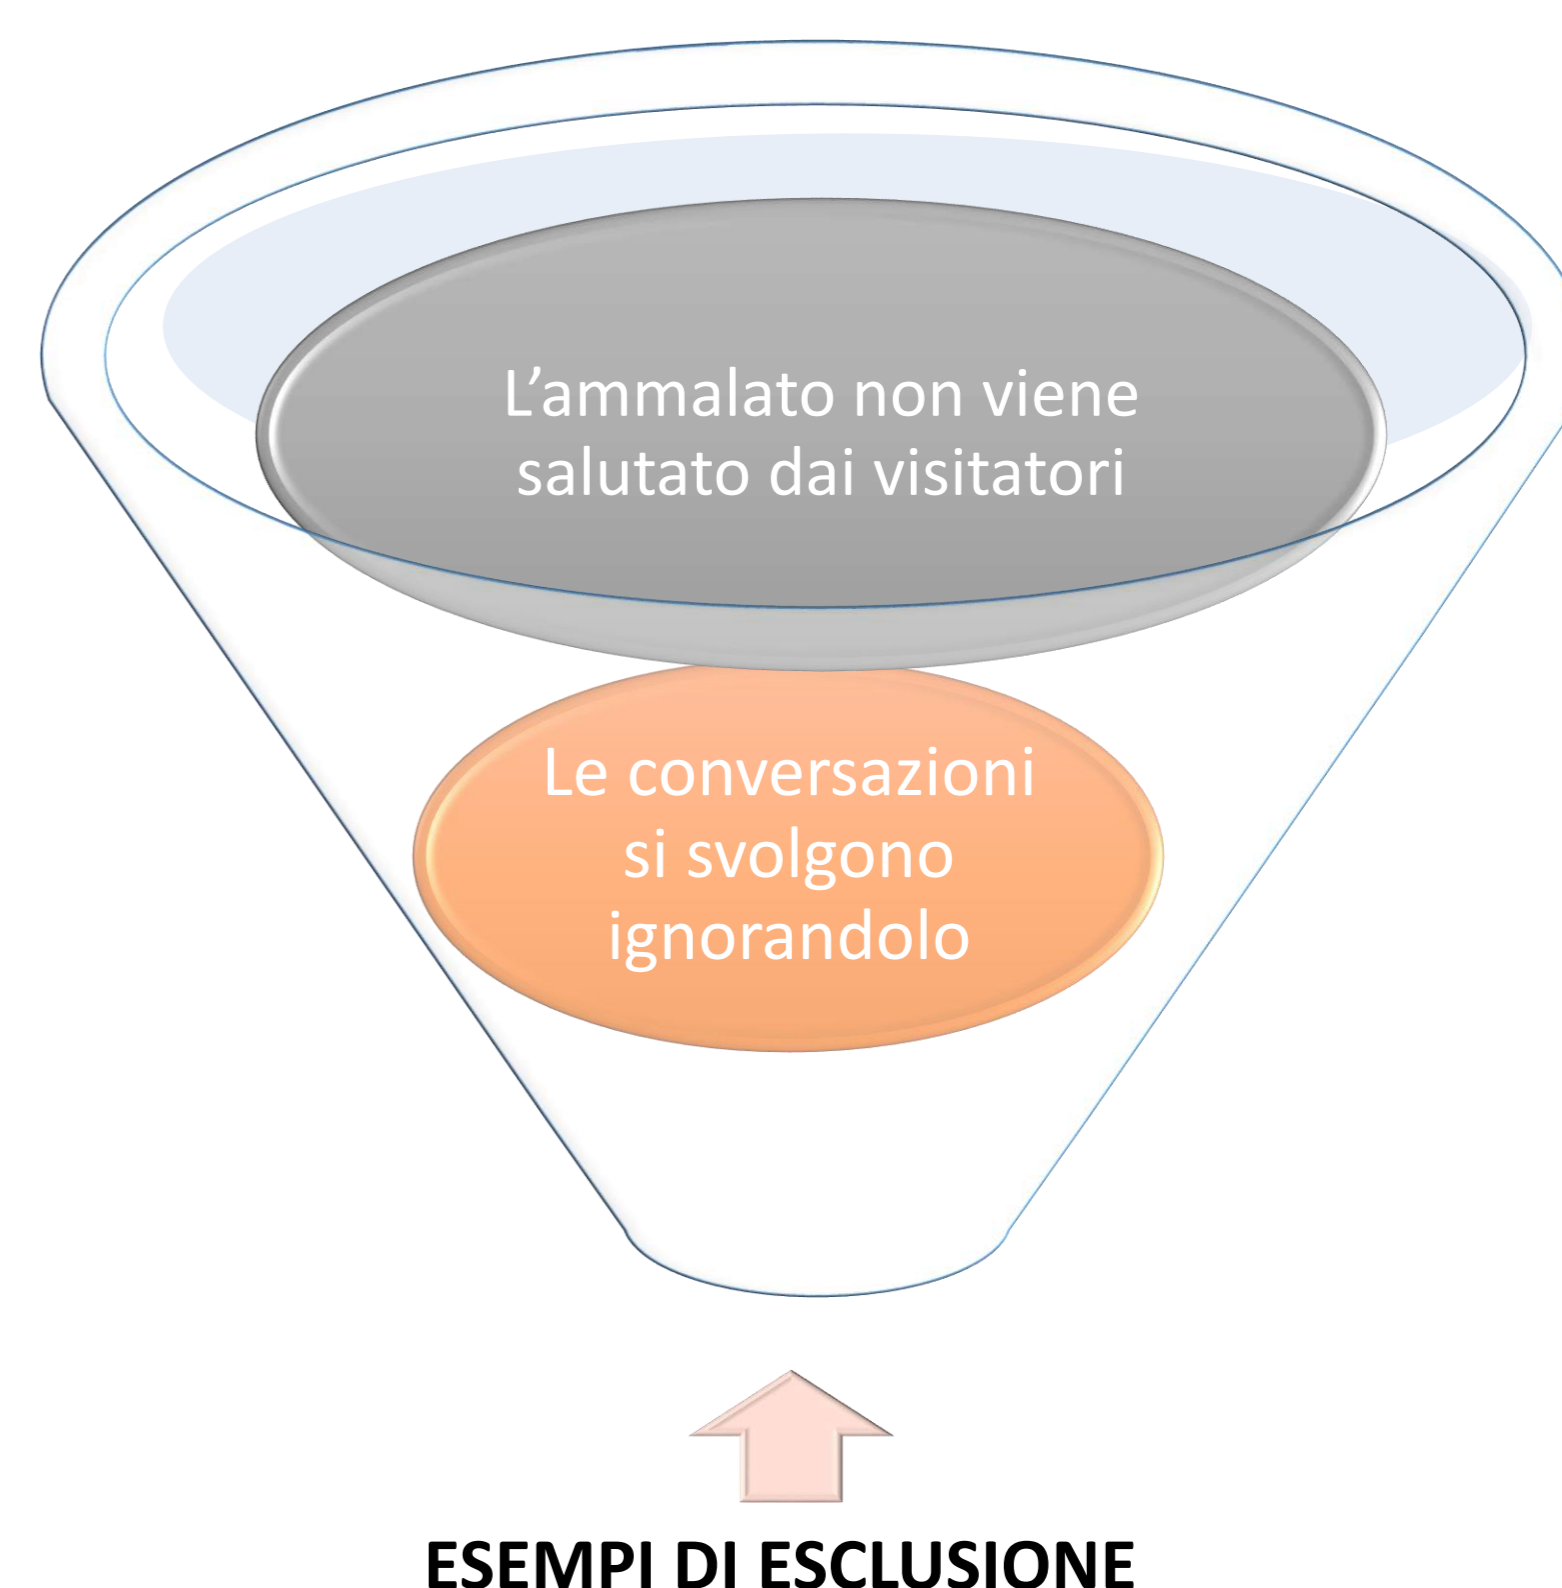 L’ammalato non viene
salutato dai visitatori
Le conversazioni
si svolgono
ignorandolo
ESEMPI DI ESCLUSIONE